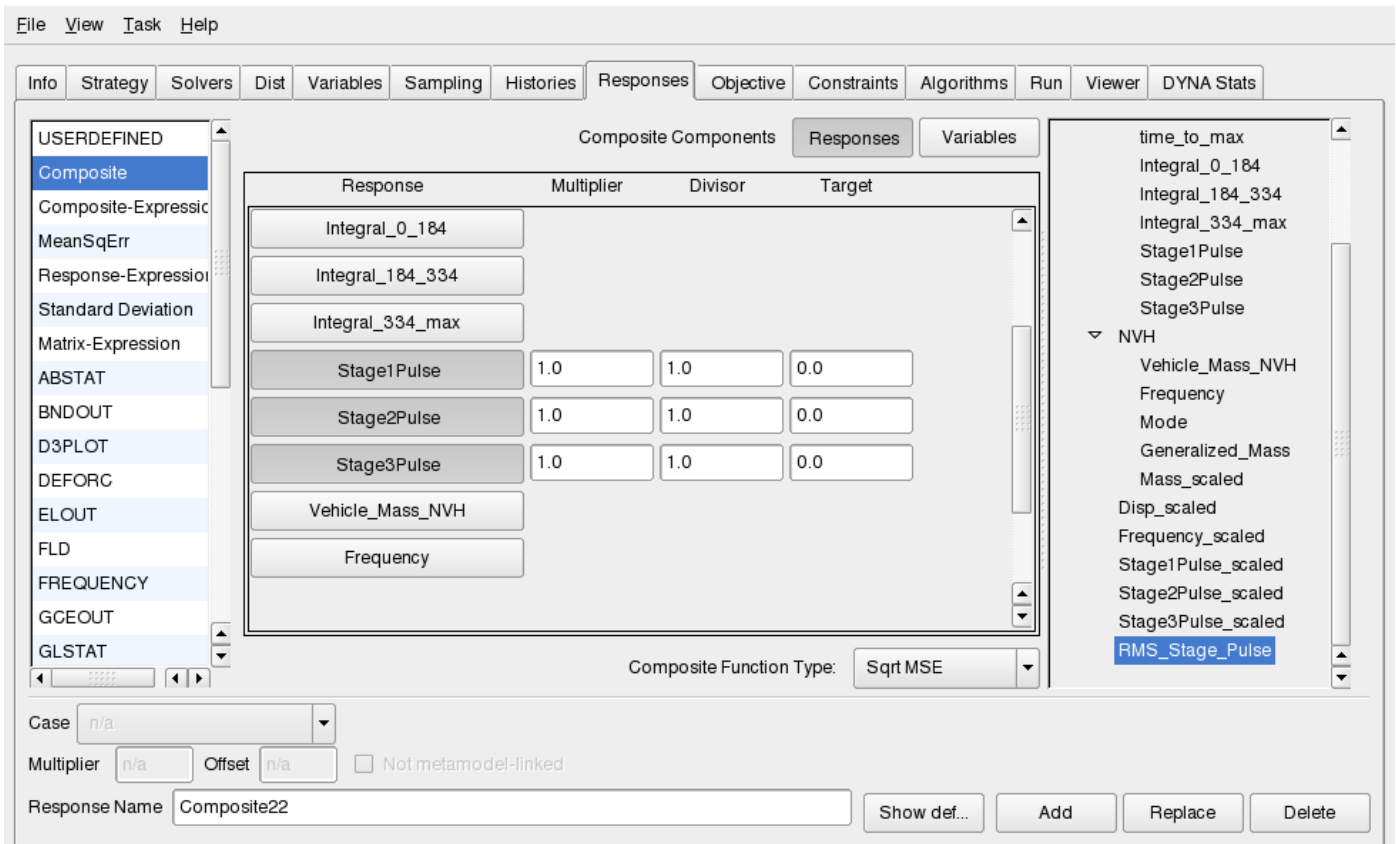 File View Task Help
Info Strategy Solvers Dist Variables Sampling Histories Responses Objective Constraints Algorithms Run Viewer DYNA Stats
USERDEFINED
Composite
Composite-Expressic
MeanSqErr
Response-Expression
Standard Deviation
Matrix-Expression
ABSTAT
BNDOUT
D3PLOT
DEFORC
ELOUT
FLD
FREQUENCY
GCEOUT
GLSTAT
Composite Components Responses Variables
Response Multiplier Divisor Target
Integral_0_184
Integral_184_334
Integral_334_max
Stage1Pulse 1.0 1.0 0.0
Stage2Pulse 1.0 1.0 0.0
Stage3Pulse 1.0 1.0 0.0
Vehicle_Mass_NVH
Frequency
Composite Function Type: Sqrt MSE
time_to_max
Integral_0_184
Integral_184_334
Integral_334_max
Stage1Pulse
Stage2Pulse
Stage3Pulse
NVH
Vehicle_Mass_NVH
Frequency
Mode
Generalized_Mass
Mass_scaled
Disp_scaled
Frequency_scaled
Stage1Pulse_scaled
Stage2Pulse_scaled
Stage3Pulse_scaled
RMS_Stage_Pulse
Case n/a
Multiplier n/a Offset n/a Not metamodel-linked
Response Name Composite22 Show def... Add Replace Delete